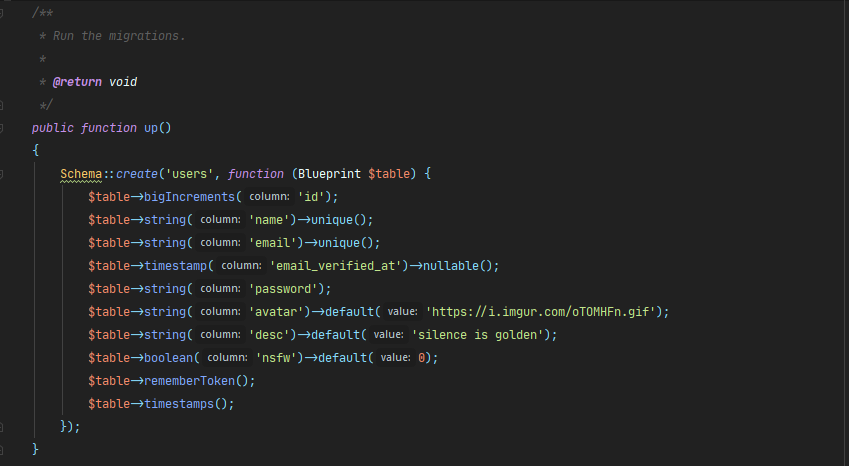 /**
* Run the migrations.
*
* @return void
*/
public function up()
{
Schema::create('users', function (Blueprint $table) {
$table->bigIncrements( column: 'id');
$table->string( column: 'name')->unique();
$table->string( column: 'email')->unique();
$table->timestamp( column: 'email_verified_at')->nullable();
$table->string( column: 'password');
$table->string( column: 'avatar')->default( value: 'https://i.imgur.com/oTOMHFn.gif');
$table->string( column: 'desc')->default( value: 'silence is golden');
$table->boolean( column: 'nsfw')->default( value: 0);
$table->rememberToken();
$table->timestamps();
});
}